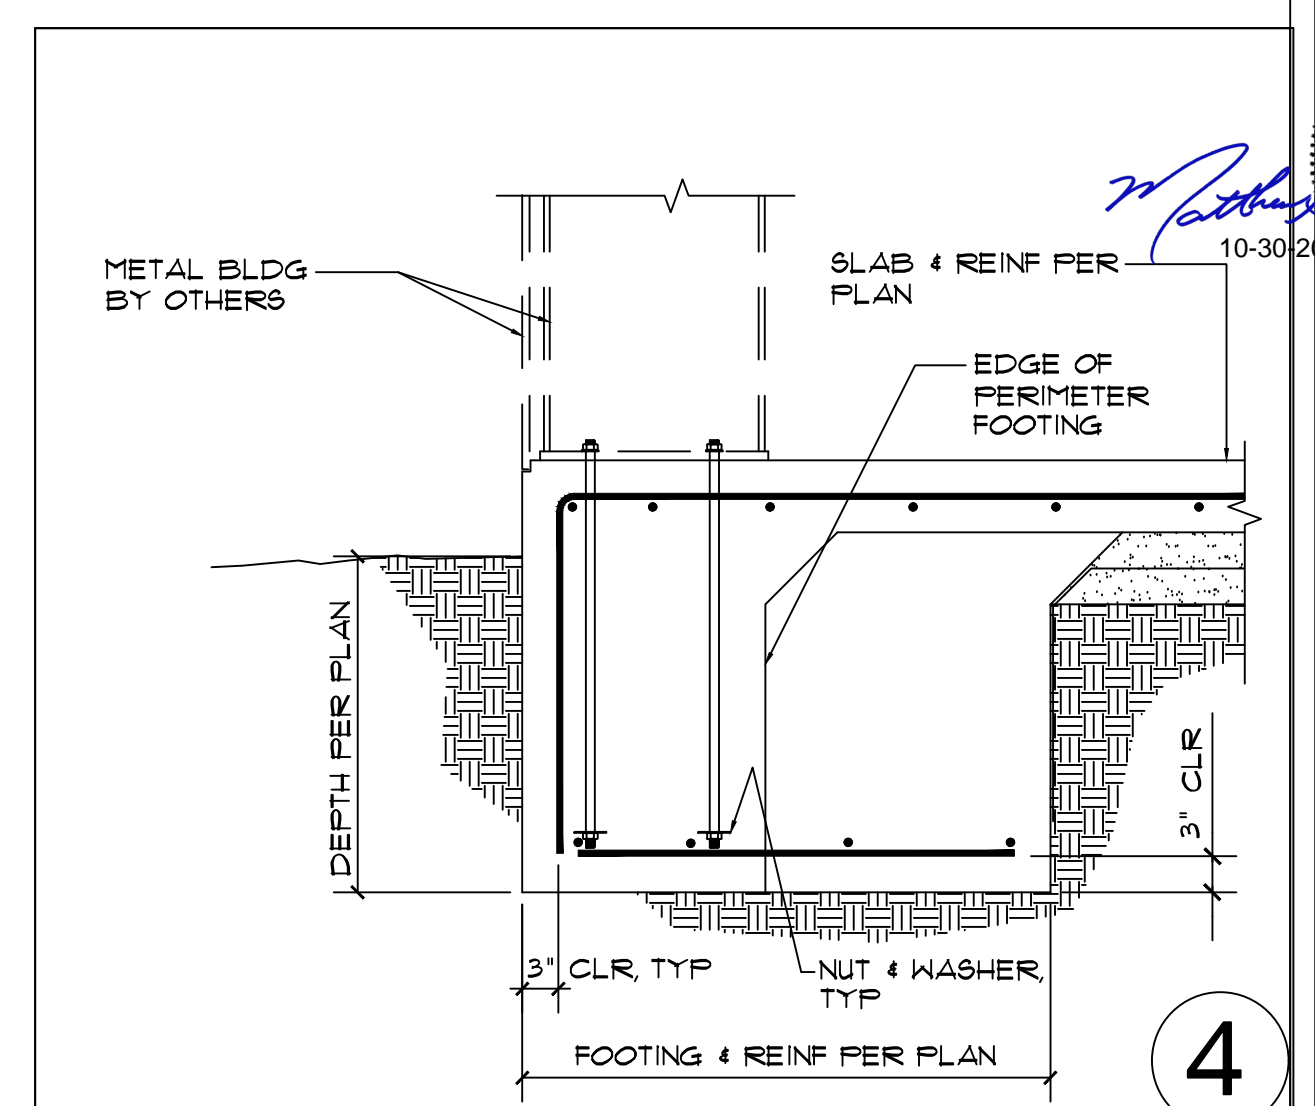 METAL BLDG
BY OTHERS
SLAB & REINF PER
PLAN
10-30-20
EDGE OF
PERIMETER
FOOTING
DEPTH PER PLAN
3" CLR
3" CLR, TYP
NUT & WASHER,
TYP
FOOTING & REINF PER PLAN
4